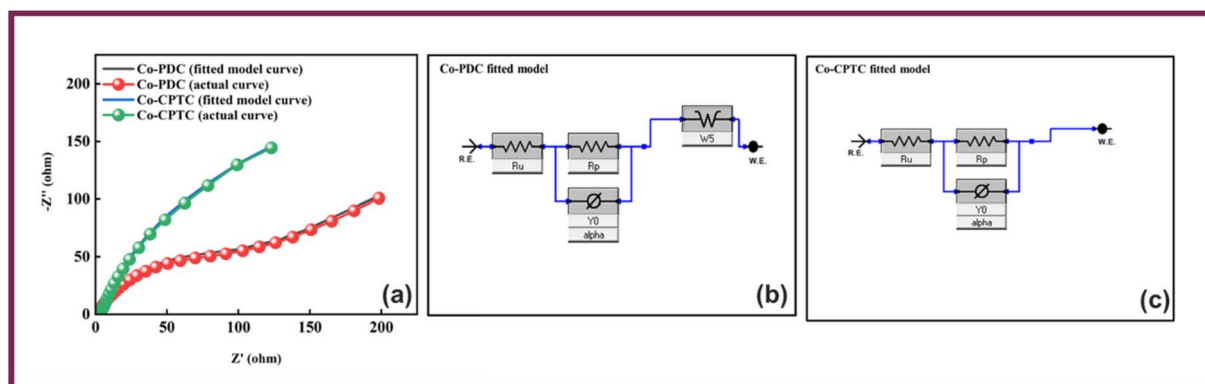 Co-PDC (fitted model curve)
Co-PDC (actual curve)
Co-CPTC (fitted model curve)
Co-CPTC (actual curve)
200
150
100
50
0
-Z'' (ohm)
0 50 100 150 200
Z' (ohm)
(a)
Co-PDC fitted model
R.E.
Ru
Rp
Y0
alpha
W5
W.E.
(b)
Co-CPTC fitted model
R.E.
Ru
Rp
Y0
alpha
W.E.
(c)